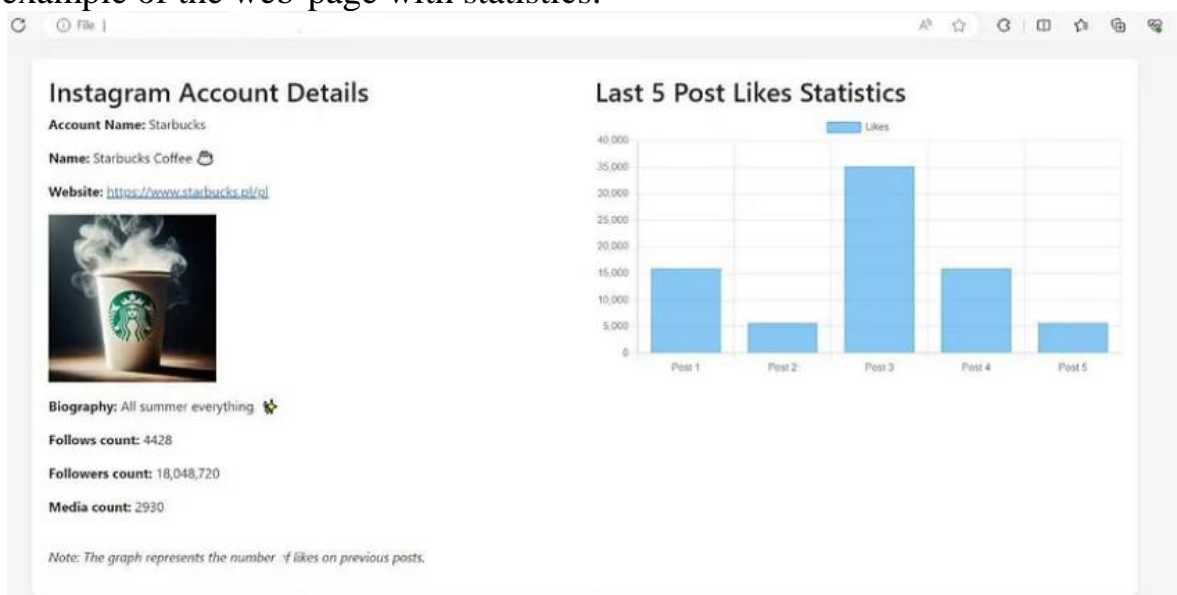 example of the web-page with statistics.
File
Instagram Account Details
Account Name: Starbucks
Name: Starbucks Coffee
Website: https://www.starbucks.pl/pl
Biography: All summer everything
Follows count: 4428
Followers count: 18,048,720
Media count: 2930
Note: The graph represents the number of likes on previous posts.
Last 5 Post Likes Statistics
Likes
40,000
35,000
30,000
25,000
20,000
15,000
10,000
5,000
0
Post 1 Post 2 Post 3 Post 4 Post 5